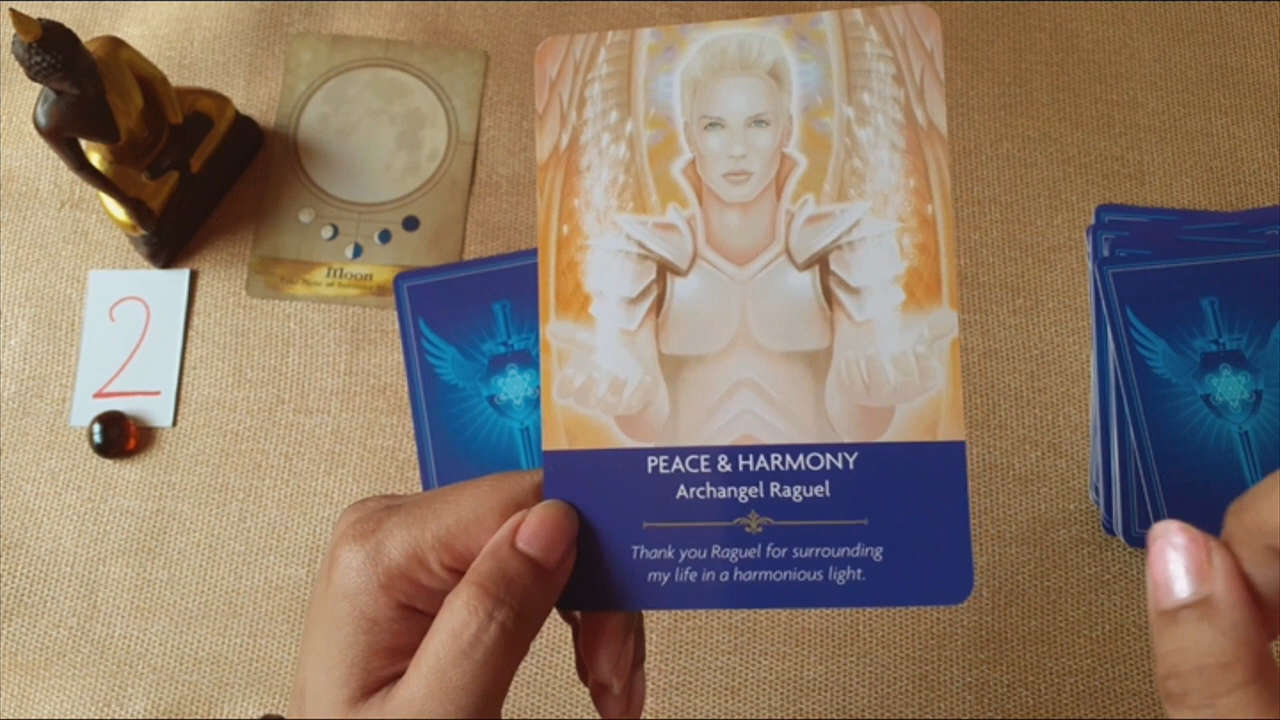 Moon
2
PEACE & HARMONY
Archangel Raguel
Thank you Raguel for surrounding
my life in a harmonious light.